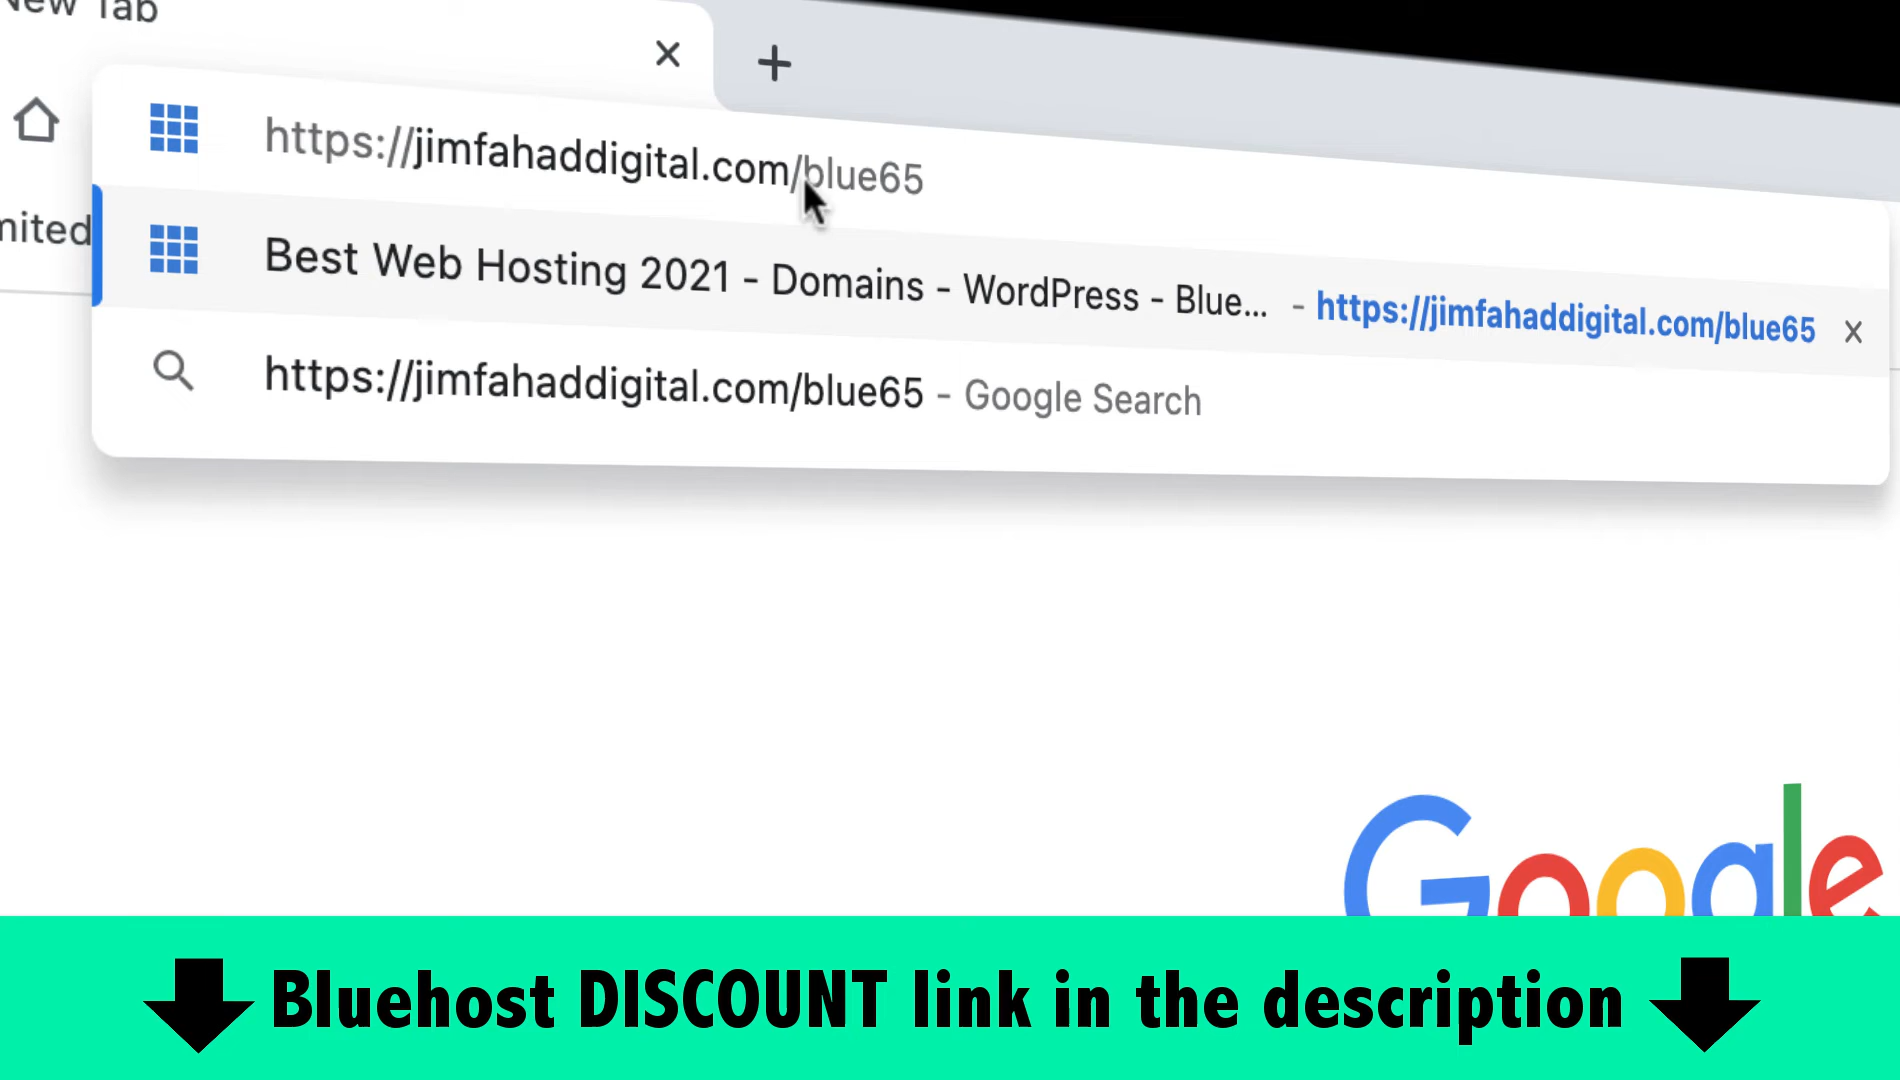 New Tab
https://jimfahaddigital.com/blue65
mited
Best Web Hosting 2021 - Domains - WordPress - Blue... - https://jimfahaddigital.com/blue65
https://jimfahaddigital.com/blue65 - Google Search
Google
Bluehost DISCOUNT link in the description